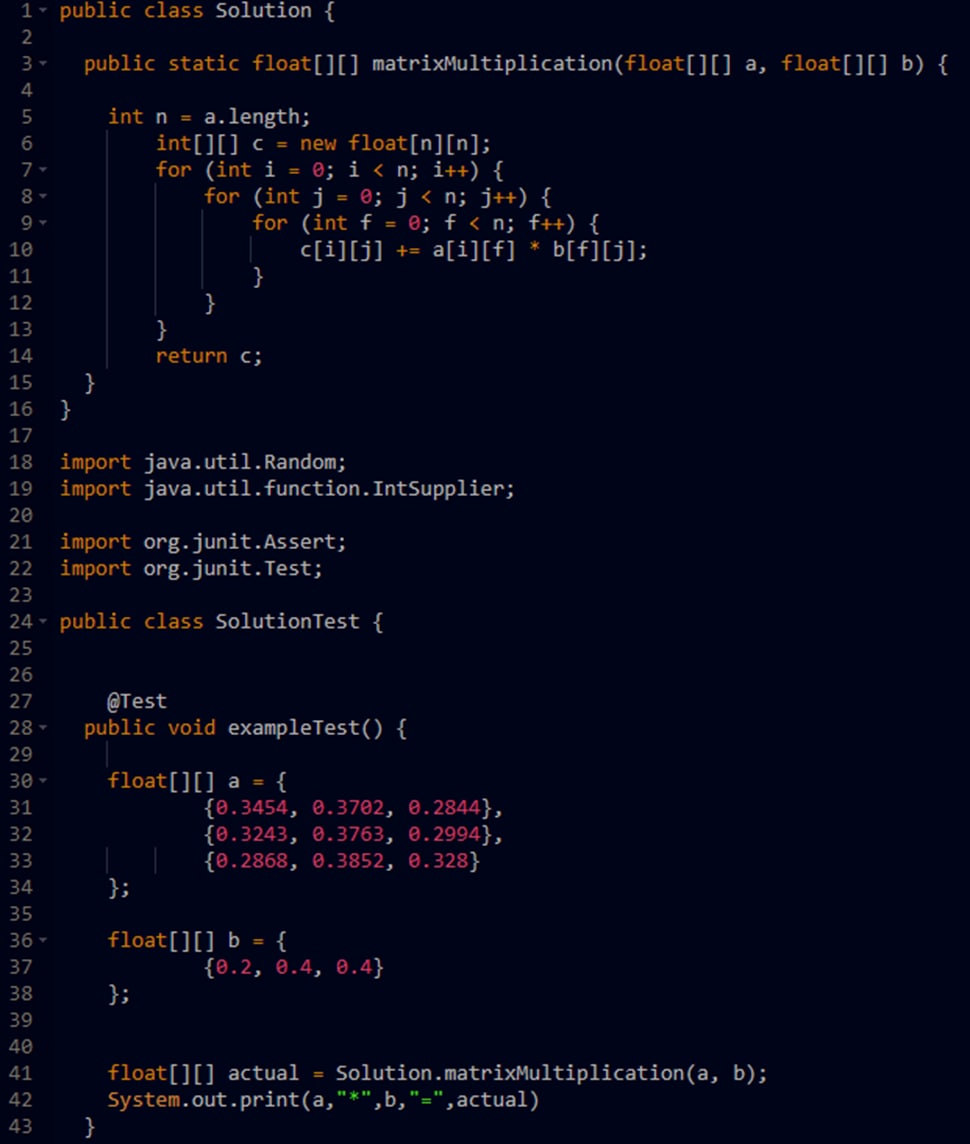 1 public class Solution {
2
3 public static float[][] matrixMultiplication(float[][] a, float[][] b) {
4
5 int n = a.length;
6 int[][] c = new float[n][n];
7 for (int i = 0; i < n; i++) {
8 for (int j = 0; j < n; j++) {
9 for (int f = 0; f < n; f++) {
10 c[i][j] += a[i][f] * b[f][j];
11 }
12 }
13 }
14 return c;
15 }
16 }
17
18 import java.util.Random;
19 import java.util.function.IntSupplier;
20
21 import org.junit.Assert;
22 import org.junit.Test;
23
24 public class SolutionTest {
25
26
27 @Test
28 public void exampleTest() {
29
30 float[][] a = {
31 {0.3454, 0.3702, 0.2844},
32 {0.3243, 0.3763, 0.2994},
33 {0.2868, 0.3852, 0.328}
34 };
35
36 float[][] b = {
37 {0.2, 0.4, 0.4}
38 };
39
40
41 float[][] actual = Solution.matrixMultiplication(a, b);
42 System.out.print(a,"*",b,"=",actual)
43 }